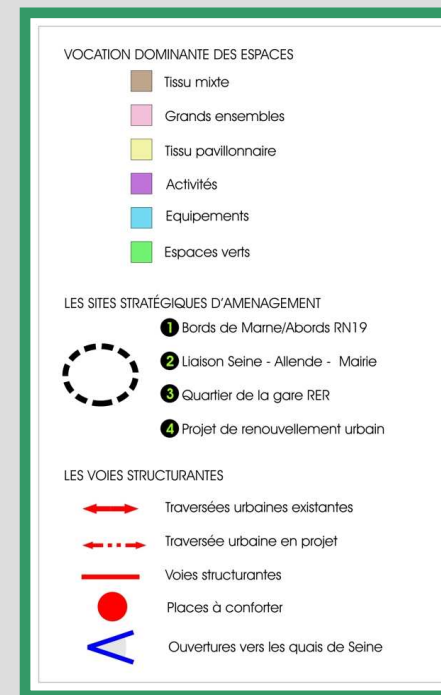 VOCATION DOMINANTE DES ESPACES
Tissu mixte
Grands ensembles
Tissu pavillonnaire
Activités
Equipements
Espaces verts
LES SITES STRATÉGIQUES D'AMENAGEMENT
1 Bords de Marne/Abords RN19
2 Liaison Seine - Allende - Mairie
3 Quartier de la gare RER
4 Projet de renouvellement urbain
LES VOIES STRUCTURANTES
Traversées urbaines existantes
Traversée urbaine en projet
Voies structurantes
Places à conforter
Ouvertures vers les quais de Seine